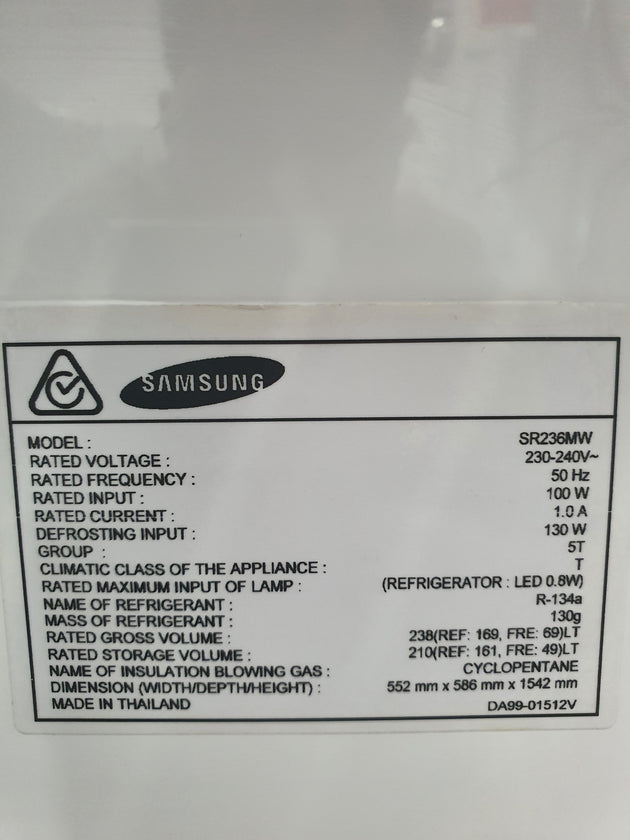 SAMSUNG
MODEL : SR236MW
RATED VOLTAGE : 230-240V~
RATED FREQUENCY : 50 Hz
RATED INPUT : 100 W
RATED CURRENT : 1.0 A
DEFROSTING INPUT : 130 W
GROUP : 5T
CLIMATIC CLASS OF THE APPLIANCE : T
RATED MAXIMUM INPUT OF LAMP : (REFRIGERATOR : LED 0.8W)
NAME OF REFRIGERANT : R-134a
MASS OF REFRIGERANT : 130g
RATED GROSS VOLUME : 238(REF: 169, FRE: 69)LT
RATED STORAGE VOLUME : 210(REF: 161, FRE: 49)LT
NAME OF INSULATION BLOWING GAS : CYCLOPENTANE
DIMENSION (WIDTH/DEPTH/HEIGHT) : 552 mm x 586 mm x 1542 mm
MADE IN THAILAND DA99-01512V